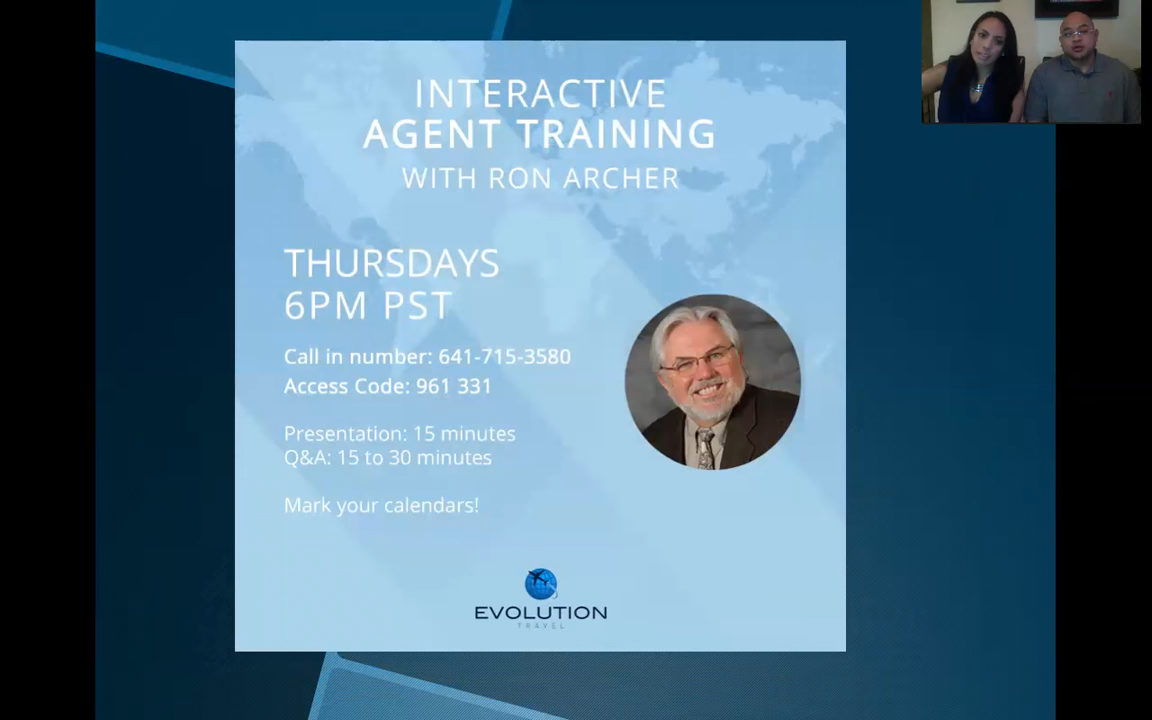 INTERACTIVE
AGENT TRAINING
WITH RON ARCHER
THURSDAYS
6PM PST
Call in number: 641-715-3580
Access Code: 961 331
Presentation: 15 minutes
Q&A: 15 to 30 minutes
Mark your calendars!
EVOLUTION
TRAVEL